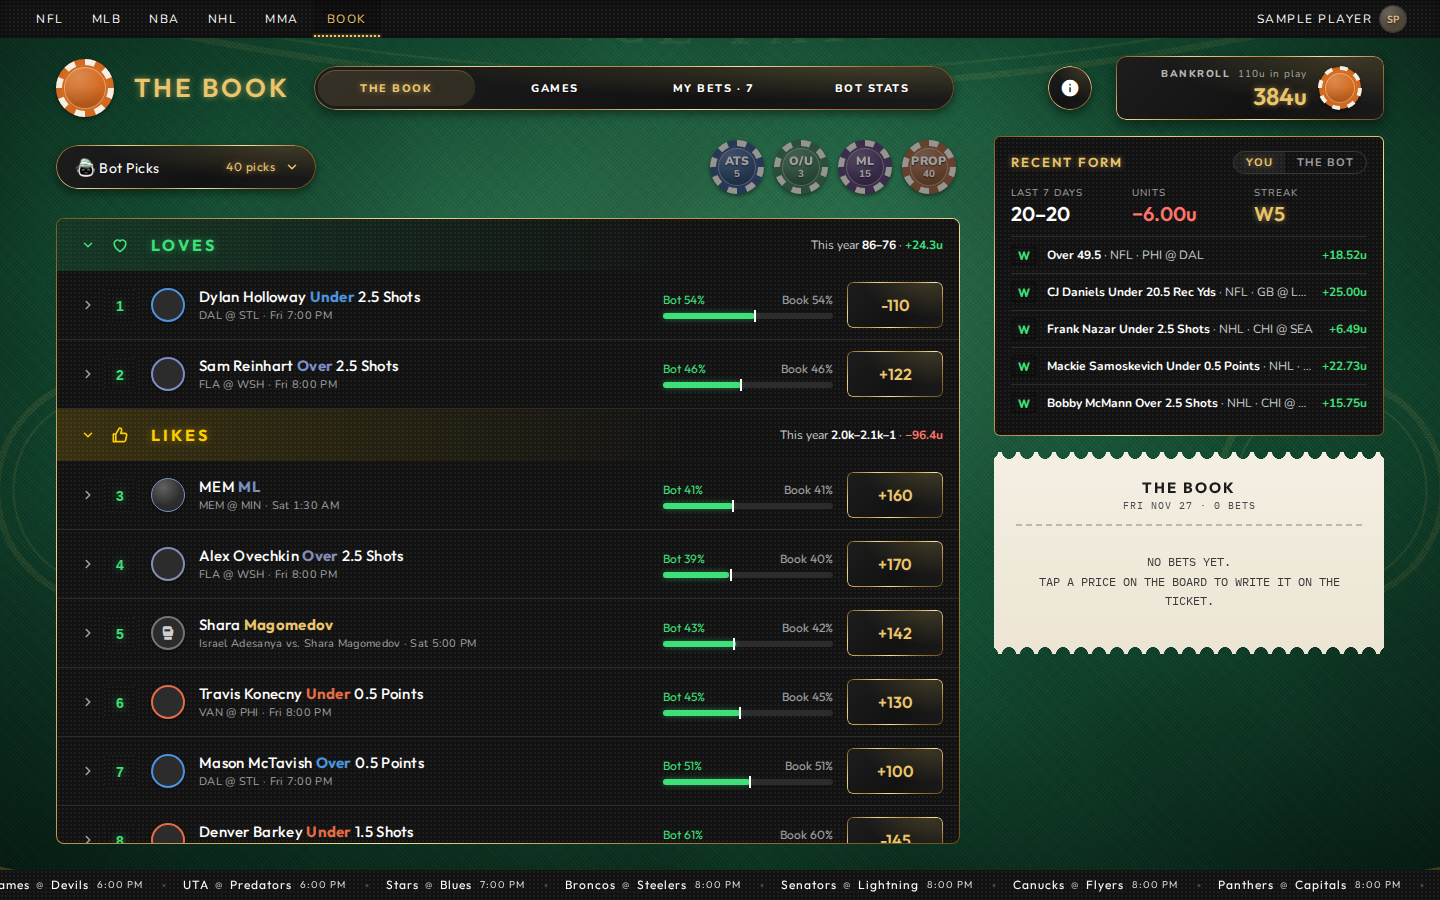 NFL MLB NBA NHL MMA BOOK
SAMPLE PLAYER SP
THE BOOK
THE BOOK GAMES MY BETS · 7 BOT STATS
BANKROLL 110u in play
384u
Bot Picks 40 picks
ATS 5
O/U 3
ML 15
PROP 40
LOVES This year 86–76 · +24.3u
1 Dylan Holloway Under 2.5 Shots
DAL @ STL · Fri 7:00 PM
Bot 54% Book 54%
-110
2 Sam Reinhart Over 2.5 Shots
FLA @ WSH · Fri 8:00 PM
Bot 46% Book 46%
+122
LIKES This year 2.0k–2.1k–1 · −96.4u
3 MEM ML
MEM @ MIN · Sat 1:30 AM
Bot 41% Book 41%
+160
4 Alex Ovechkin Over 2.5 Shots
FLA @ WSH · Fri 8:00 PM
Bot 39% Book 40%
+170
5 Shara Magomedov
Israel Adesanya vs. Shara Magomedov · Sat 5:00 PM
Bot 43% Book 42%
+142
6 Travis Konecny Under 0.5 Points
VAN @ PHI · Fri 8:00 PM
Bot 45% Book 45%
+130
7 Mason McTavish Over 0.5 Points
DAL @ STL · Fri 7:00 PM
Bot 51% Book 51%
+100
8 Denver Barkey Under 1.5 Shots
Bot 61% Book 60%
-145
RECENT FORM YOU THE BOT
LAST 7 DAYS UNITS STREAK
20–20 −6.00u W5
W Over 49.5 · NFL · PHI @ DAL +18.52u
W CJ Daniels Under 20.5 Rec Yds · NFL · GB @ L... +25.00u
W Frank Nazar Under 2.5 Shots · NHL · CHI @ SEA +6.49u
W Mackie Samoskevich Under 0.5 Points · NHL · ... +22.73u
W Bobby McMann Over 2.5 Shots · NHL · CHI @ ... +15.75u
THE BOOK
FRI NOV 27 · 0 BETS
NO BETS YET.
TAP A PRICE ON THE BOARD TO WRITE IT ON THE
TICKET.
ames @ Devils 6:00 PM · UTA @ Predators 6:00 PM · Stars @ Blues 7:00 PM · Broncos @ Steelers 8:00 PM · Senators @ Lightning 8:00 PM · Canucks @ Flyers 8:00 PM · Panthers @ Capitals 8:00 PM